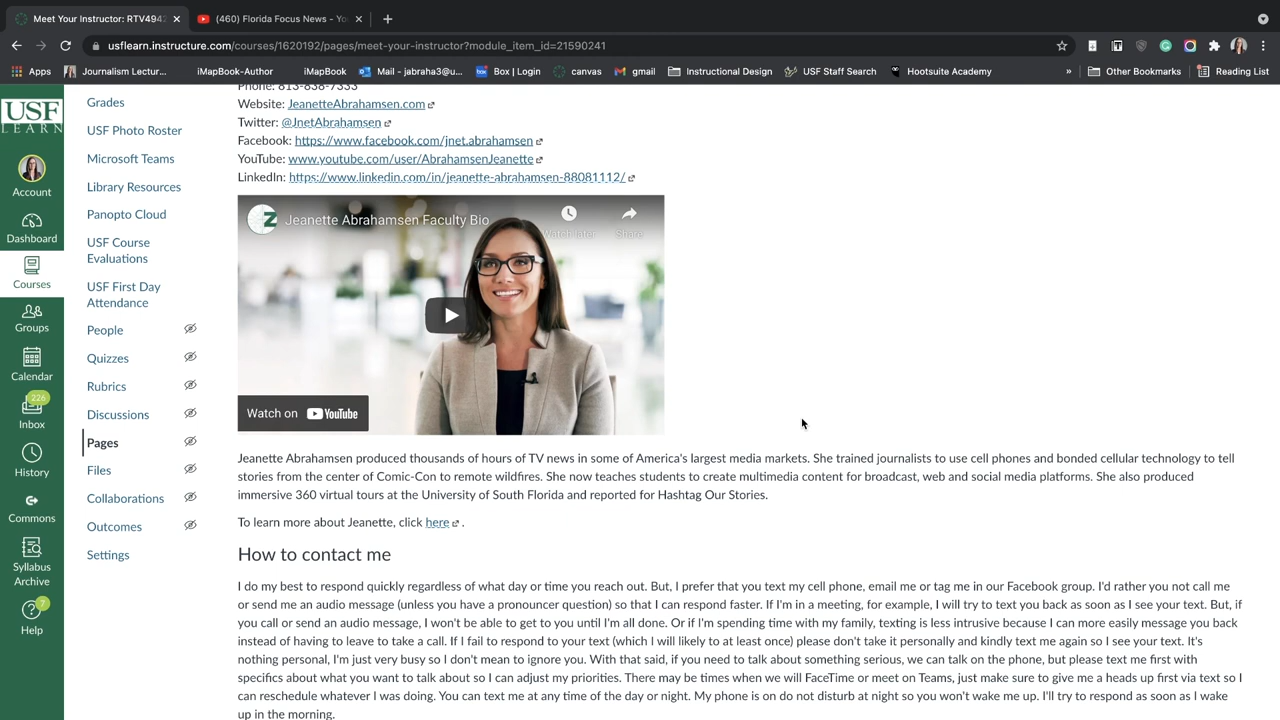 Meet Your Instructor: RTV494
(460) Florida Focus News - Yo
usflearn.instructure.com/courses/1620192/pages/meet-your-instructor?module_item_id=21590241
Apps
Journalism Lectur...
iMapBook-Author
iMapBook
Mail - jabraha3@u...
Box | Login
canvas
gmail
Instructional Design
USF Staff Search
Hootsuite Academy
»
Other Bookmarks
Reading List
USF
LEARN
Account
Dashboard
Courses
Groups
Calendar
226
Inbox
History
Commons
Syllabus
Archive
7
Help
Grades
USF Photo Roster
Microsoft Teams
Library Resources
Panopto Cloud
USF Course
Evaluations
USF First Day
Attendance
People
Quizzes
Rubrics
Discussions
Pages
Files
Collaborations
Outcomes
Settings
Phone: 813-838-7333
Website: JeanetteAbrahamsen.com
Twitter: @JnetAbrahamsen
Facebook: https://www.facebook.com/jnet.abrahamsen
YouTube: www.youtube.com/user/AbrahamsenJeanette
LinkedIn: https://www.linkedin.com/in/jeanette-abrahamsen-88081112/
Jeanette Abrahamsen Faculty Bio
Watch later
Share
Watch on YouTube
Jeanette Abrahamsen produced thousands of hours of TV news in some of America's largest media markets. She trained journalists to use cell phones and bonded cellular technology to tell
stories from the center of Comic-Con to remote wildfires. She now teaches students to create multimedia content for broadcast, web and social media platforms. She also produced
immersive 360 virtual tours at the University of South Florida and reported for Hashtag Our Stories.
To learn more about Jeanette, click here .
How to contact me
I do my best to respond quickly regardless of what day or time you reach out. But, I prefer that you text my cell phone, email me or tag me in our Facebook group. I'd rather you not call me
or send me an audio message (unless you have a pronouncer question) so that I can respond faster. If I'm in a meeting, for example, I will try to text you back as soon as I see your text. But, if
you call or send an audio message, I won't be able to get to you until I'm all done. Or if I'm spending time with my family, texting is less intrusive because I can more easily message you back
instead of having to leave to take a call. If I fail to respond to your text (which I will likely to at least once) please don't take it personally and kindly text me again so I see your text. It's
nothing personal, I'm just very busy so I don't mean to ignore you. With that said, if you need to talk about something serious, we can talk on the phone, but please text me first with
specifics about what you want to talk about so I can adjust my priorities. There may be times when we will FaceTime or meet on Teams, just make sure to give me a heads up first via text so I
can reschedule whatever I was doing. You can text me at any time of the day or night. My phone is on do not disturb at night so you won't wake me up. I'll try to respond as soon as I wake
up in the morning.